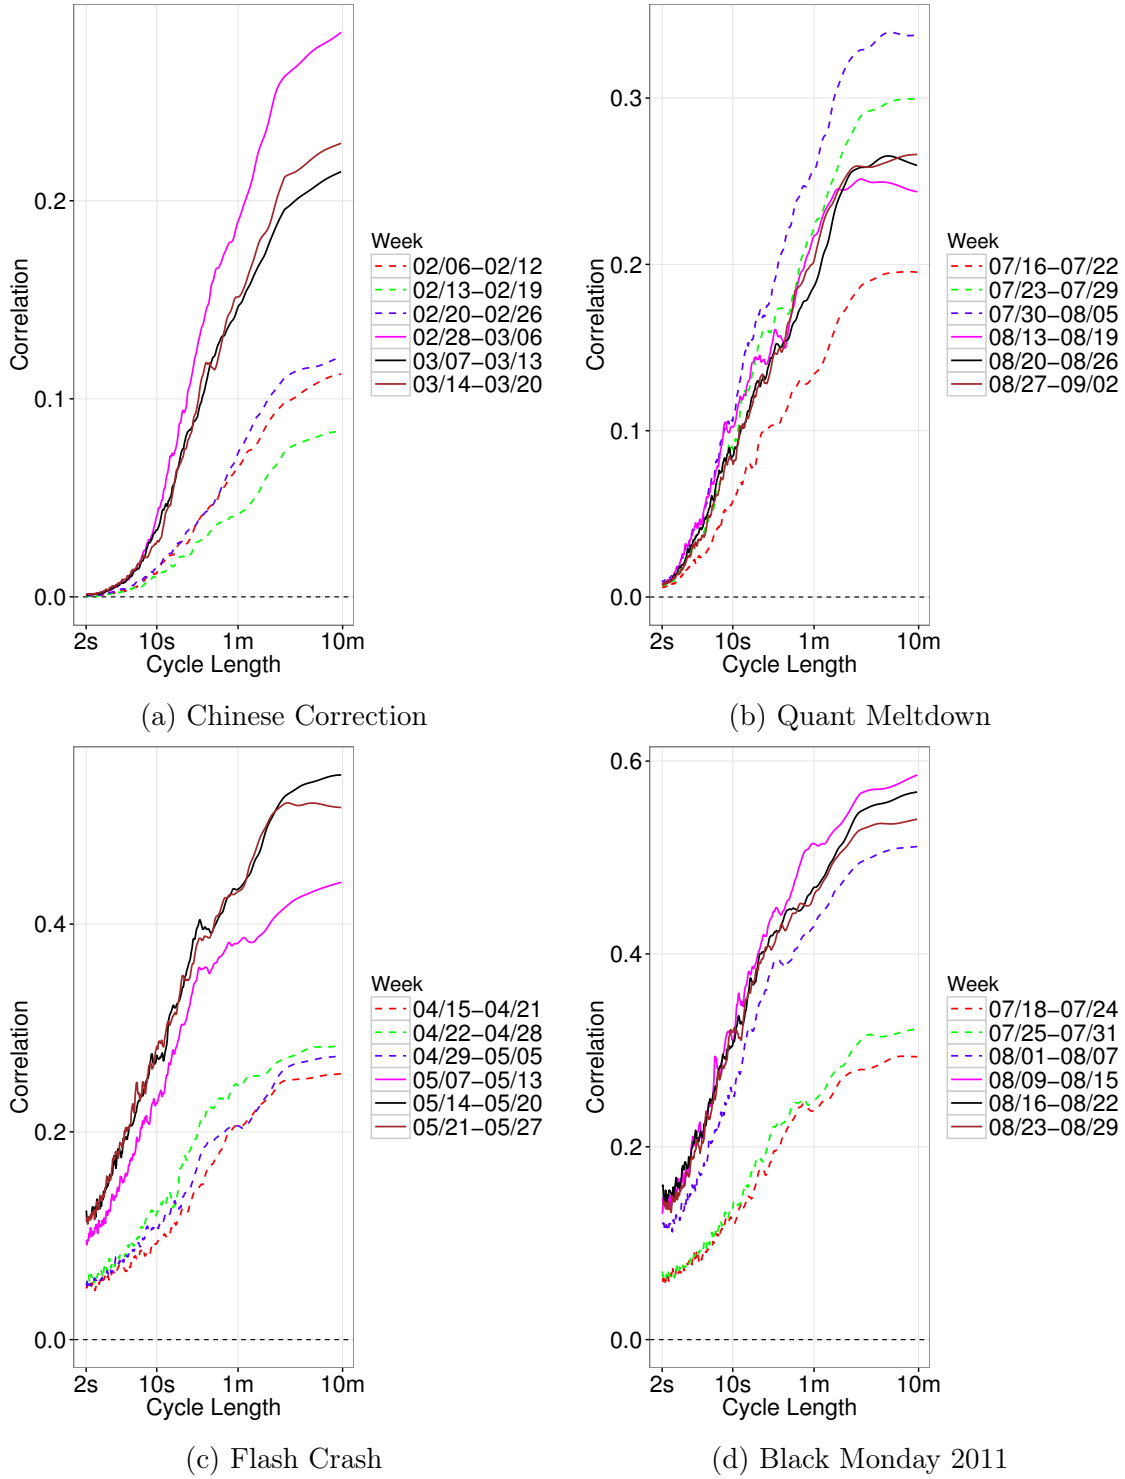 Correlation
0.2
0.1
0.0
2s 10s 1m 10m
Cycle Length
Week
02/06−02/12
02/13−02/19
02/20−02/26
02/28−03/06
03/07−03/13
03/14−03/20
(a) Chinese Correction
Correlation
0.3
0.2
0.1
0.0
2s 10s 1m 10m
Cycle Length
Week
07/16−07/22
07/23−07/29
07/30−08/05
08/13−08/19
08/20−08/26
08/27−09/02
(b) Quant Meltdown
Correlation
0.4
0.2
0.0
2s 10s 1m 10m
Cycle Length
Week
04/15−04/21
04/22−04/28
04/29−05/05
05/07−05/13
05/14−05/20
05/21−05/27
(c) Flash Crash
Correlation
0.6
0.4
0.2
0.0
2s 10s 1m 10m
Cycle Length
Week
07/18−07/24
07/25−07/31
08/01−08/07
08/09−08/15
08/16−08/22
08/23−08/29
(d) Black Monday 2011